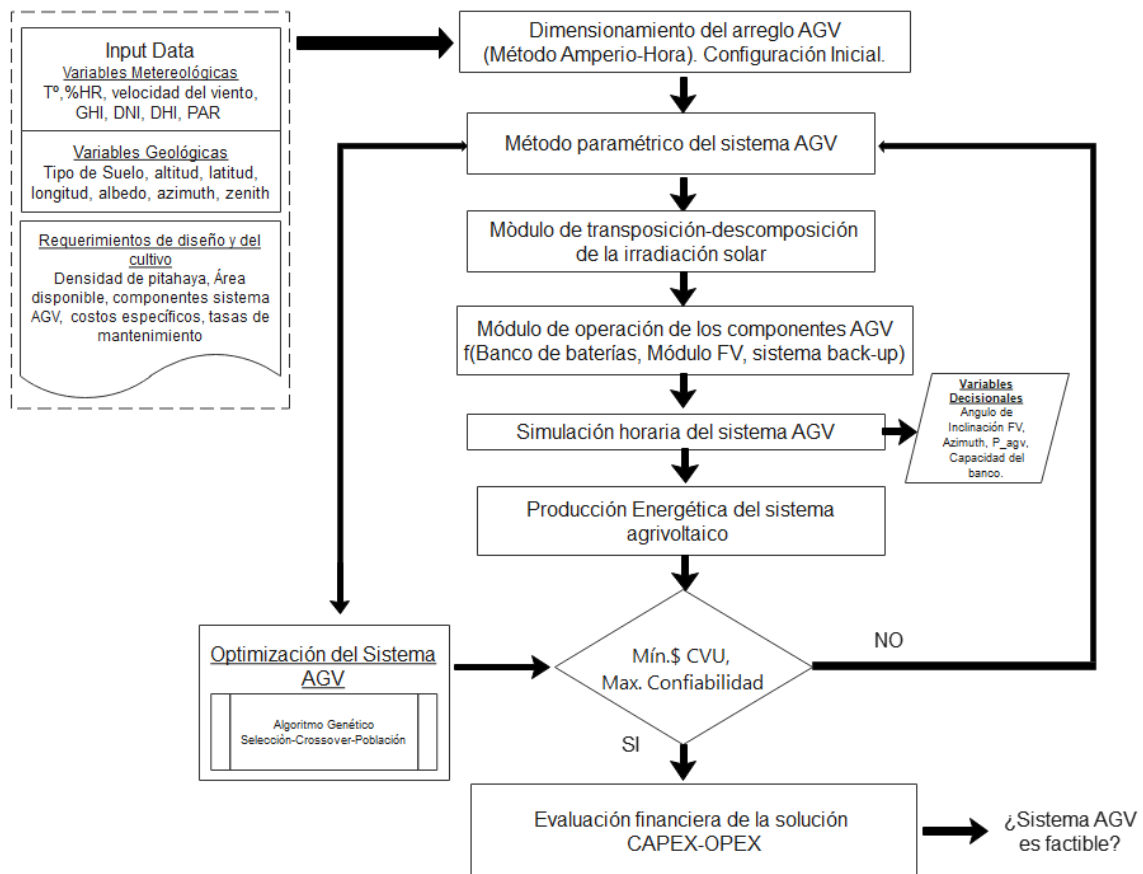 Input Data
Variables Metereológicas
Tº,%HR, velocidad del viento,
GHI, DNI, DHI, PAR
Variables Geológicas
Tipo de Suelo, altitud, latitud,
longitud, albedo, azimuth, zenith
Requerimientos de diseño y del
cultivo
Densidad de pitahaya, Área
disponible, componentes sistema
AGV, costos específicos, tasas de
mantenimiento
Dimensionamiento del arreglo AGV
(Método Amperio-Hora). Configuración Inicial.
Método paramétrico del sistema AGV
Mòdulo de transposición-descomposición
de la irradiación solar
Módulo de operación de los componentes AGV
f(Banco de baterías, Módulo FV, sistema back-up)
Simulación horaria del sistema AGV
Variables
Decisionales
Angulo de
Inclinación FV,
Azimuth, P_agv,
Capacidad del
banco.
Producción Energética del sistema
agrivoltaico
Optimización del Sistema
AGV
Algoritmo Genético
Selecciòn-Crossover-Población
Mín.$ CVU,
Max. Confiabilidad
NO
SI
Evaluación financiera de la solución
CAPEX-OPEX
¿Sistema AGV
es factible?